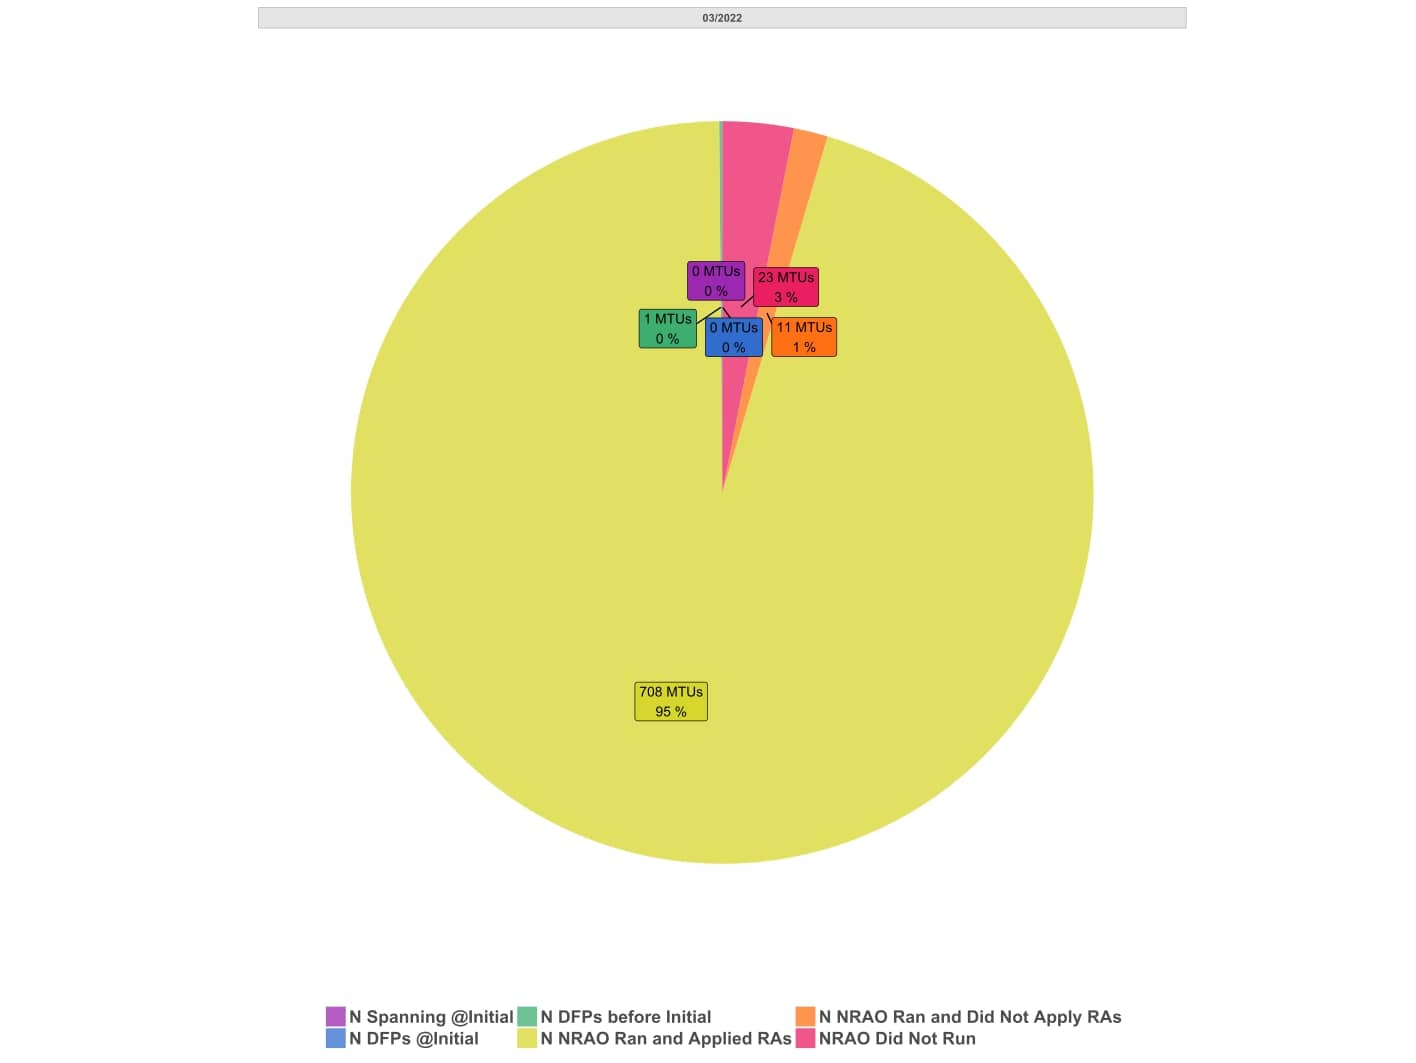 03/2022
0 MTUs
0 %
23 MTUs
3 %
1 MTUs
0 %
0 MTUs
0 %
11 MTUs
1 %
708 MTUs
95 %
N Spanning @Initial
N DFPs before Initial
N NRAO Ran and Did Not Apply RAs
N DFPs @Initial
N NRAO Ran and Applied RAs
NRAO Did Not Run